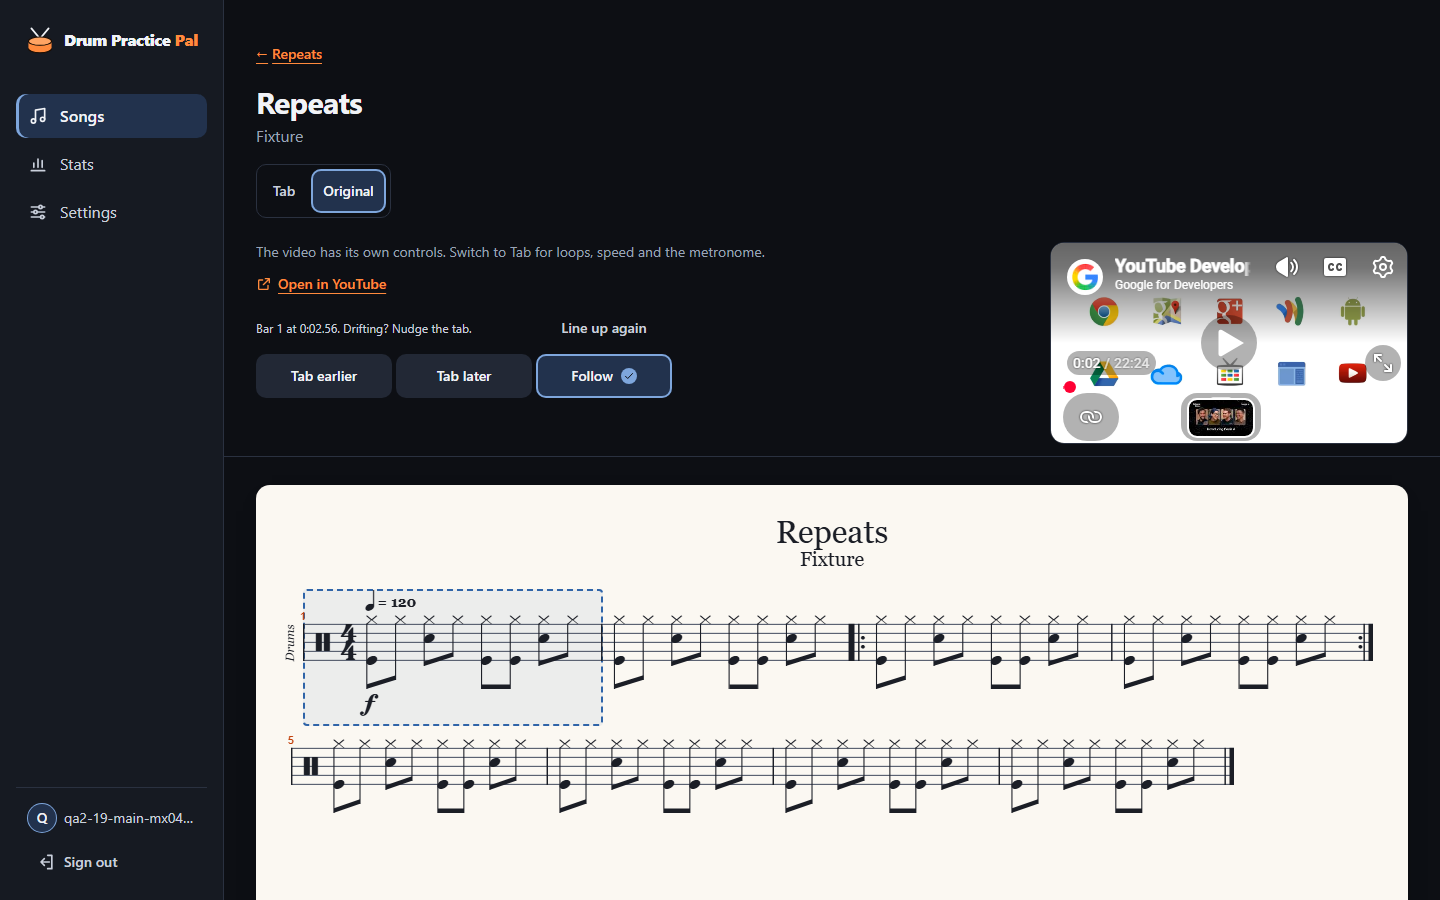 Drum Practice Pal
Songs
Stats
Settings
← Repeats
Repeats
Fixture
Tab
Original
The video has its own controls. Switch to Tab for loops, speed and the metronome.
Open in YouTube
Bar 1 at 0:02.56. Drifting? Nudge the tab.
Line up again
Tab earlier
Tab later
Follow
YouTube Develop
Google for Developers
CC
0:02 / 22:24
Repeats
Fixture
= 120
Drums
4
4
f
5
Q
qa2-19-main-mx04...
Sign out